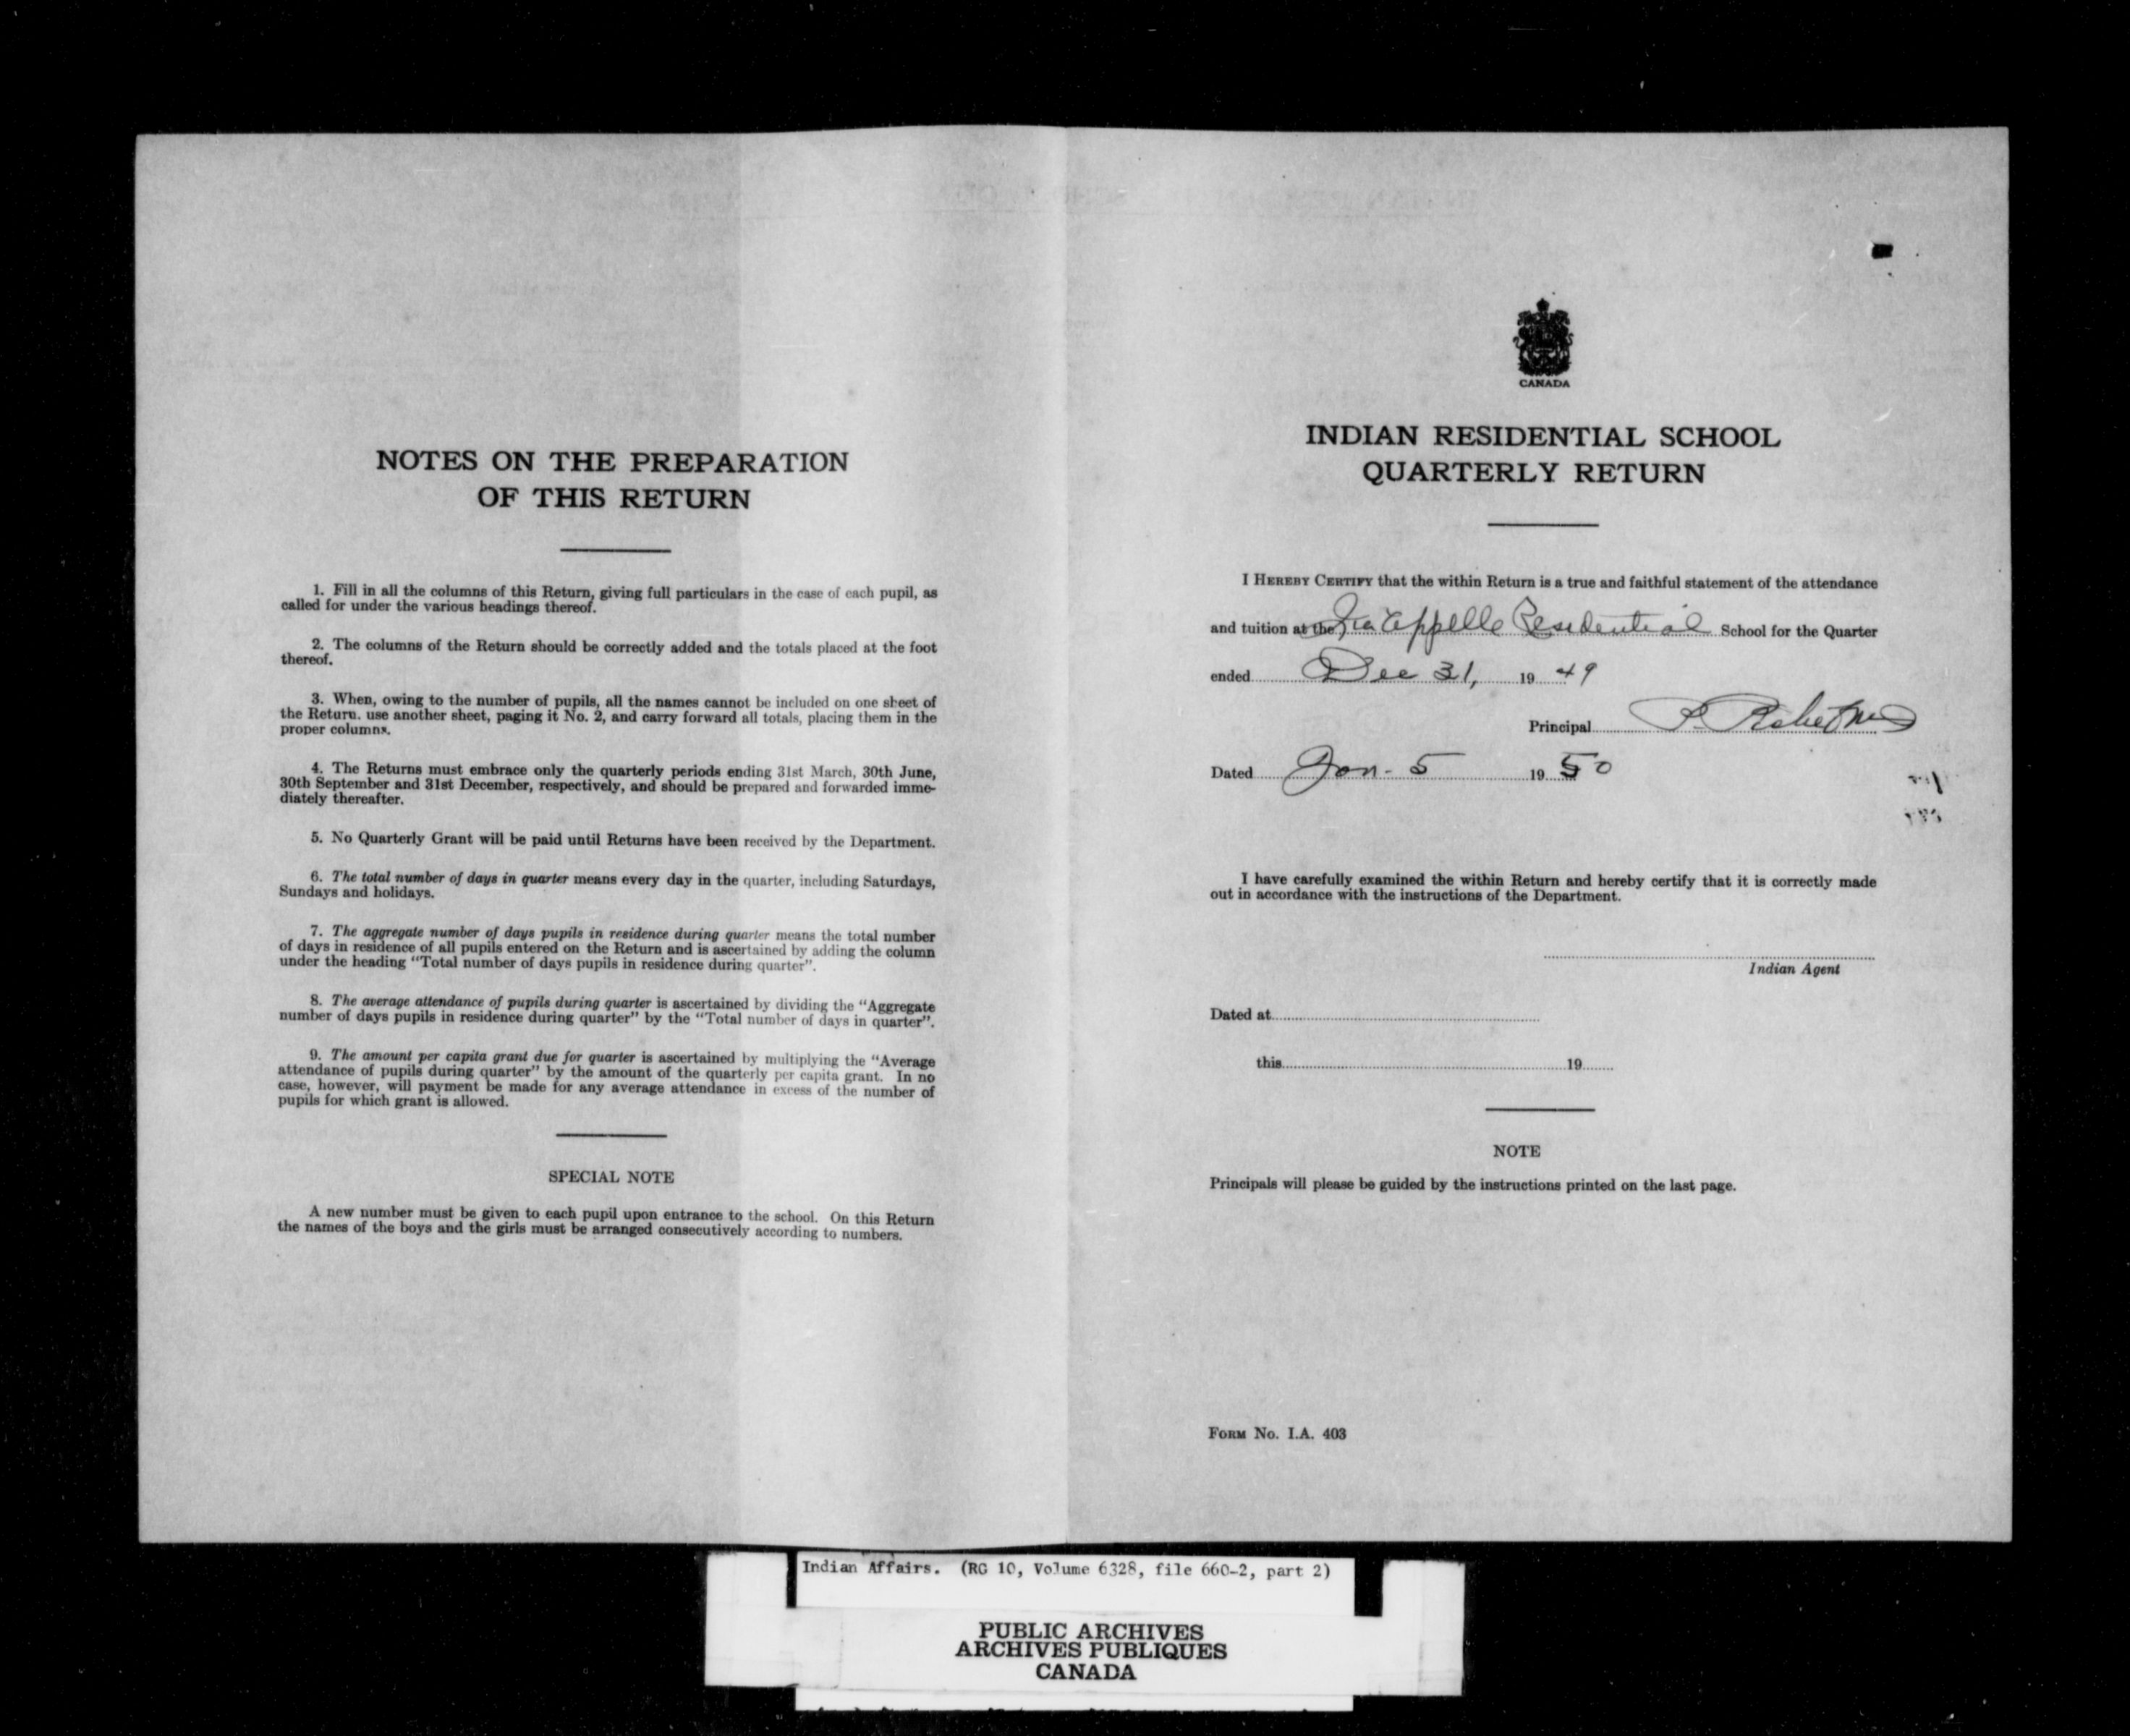 NOTES ON THE PREPARATION
OF THIS RETURN
1. Fill in all the columns of this Return, giving full particulars in the case of each pupil, as
called for under the various headings thereof.
2. The columns of the Return should be correctly added and the totals placed at the foot
thereof.
3. When, owing to the number of pupils, all the names cannot be included on one sheet of
the Return. use another sheet, paging it No. 2, and carry forward all totals, placing them in the
proper columns.
4. The Returns must embrace only the quarterly periods ending 31st March, 30th June,
30th September and 31st December, respectively, and should be prepared and forwarded imme-
diately thereafter.
5. No Quarterly Grant will be paid until Returns have been received by the Department.
6. The total number of days in quarter means every day in the quarter, including Saturdays,
Sundays and holidays.
7. The aggregate number of days pupils in residence during quarter means the total number
of days in residence of all pupils entered on the Return and is ascertained by adding the column
under the heading "Total number of days pupils in residence during quarter".
8. The average attendance of pupils during quarter is ascertained by dividing the "Aggregate
number of days pupils in residence during quarter" by the "Total number of days in quarter".
9. The amount per capita grant due for quarter is ascertained by multiplying the "Average
attendance of pupils during quarter" by the amount of the quarterly per capita grant. In no
case, however, will payment be made for any average attendance in excess of the number of
pupils for which grant is allowed.
SPECIAL NOTE
A new number must be given to each pupil upon entrance to the school. On this Return
the names of the boys and the girls must be arranged consecutively according to numbers.
CANADA
INDIAN RESIDENTIAL SCHOOL
QUARTERLY RETURN
I HEREBY CERTIFY that the within Return is a true and faithful statement of the attendance
and tuition at the Qu'Appelle Residential School for the Quarter
ended Dec 31, 1949
Principal
Dated Jan. 5 1950
I have carefully examined the within Return and hereby certify that it is correctly made
out in accordance with the instructions of the Department.
Indian Agent
Dated at
this 19
NOTE
Principals will please be guided by the instructions printed on the last page.
FORM No. I.A. 403
Indian Affairs. (RG 10, Volume 6328, file 660-2, part 2)
PUBLIC ARCHIVES
ARCHIVES PUBLIQUES
CANADA